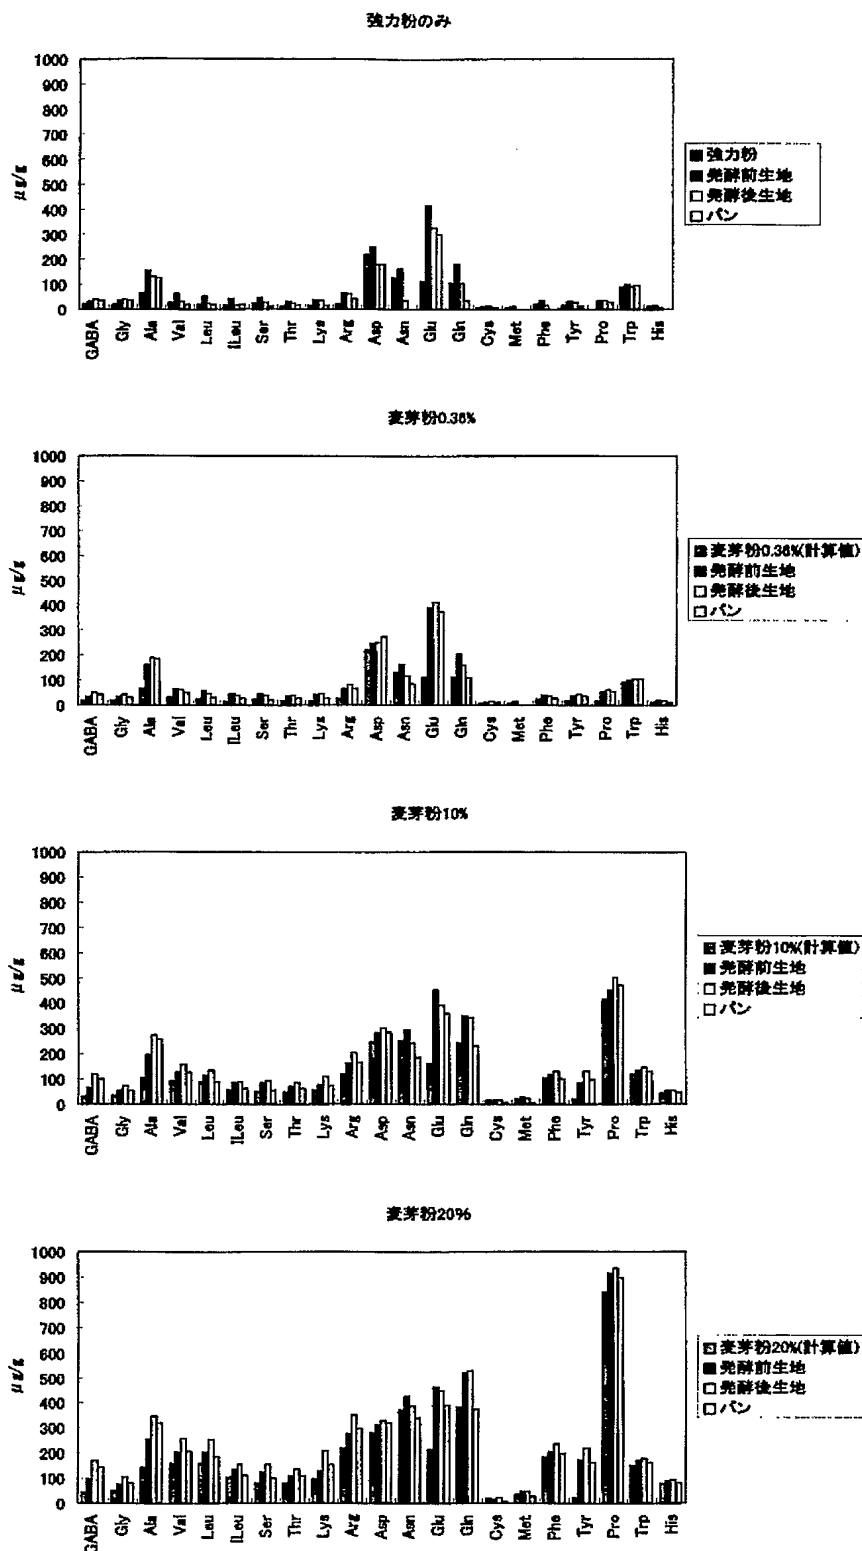 強力粉のみ
1000
900
800
700
600
500
400
300
200
100
0
μg/g
GABA Gly Ala Val Leu ILeu Ser Thr Lys Arg Asp Asn Glu Gln Cys Met Phe Tyr Pro Trp His
強力粉
発酵前生地
発酵後生地
パン
麦芽粉0.36%
1000
900
800
700
600
500
400
300
200
100
0
μg/g
GABA Gly Ala Val Leu ILeu Ser Thr Lys Arg Asp Asn Glu Gln Cys Met Phe Tyr Pro Trp His
麦芽粉0.36%(計算値)
発酵前生地
発酵後生地
パン
麦芽粉10%
1000
900
800
700
600
500
400
300
200
100
0
μg/g
GABA Gly Ala Val Leu ILeu Ser Thr Lys Arg Asp Asn Glu Gln Cys Met Phe Tyr Pro Trp His
麦芽粉10%(計算値)
発酵前生地
発酵後生地
パン
麦芽粉20%
1000
900
800
700
600
500
400
300
200
100
0
μg/g
GABA Gly Ala Val Leu ILeu Ser Thr Lys Arg Asp Asn Glu Gln Cys Met Phe Tyr Pro Trp His
麦芽粉20%(計算値)
発酵前生地
発酵後生地
パン